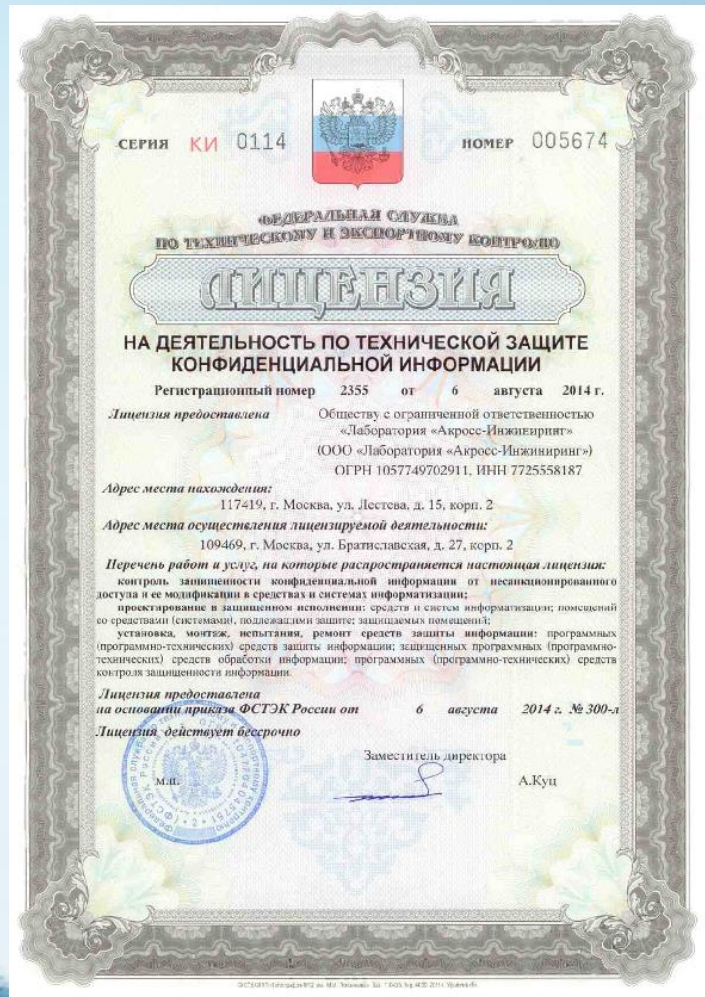 СЕРИЯ КИ 0114 НОМЕР 005674
ФЕДЕРАЛЬНАЯ СЛУЖБА
ПО ТЕХНИЧЕСКОМУ И ЭКСПОРТНОМУ КОНТРОЛЮ
ЛИЦЕНЗИЯ
НА ДЕЯТЕЛЬНОСТЬ ПО ТЕХНИЧЕСКОЙ ЗАЩИТЕ
КОНФИДЕНЦИАЛЬНОЙ ИНФОРМАЦИИ
Регистрационный номер 2355 от 6 августа 2014 г.
Лицензия предоставлена Обществу с ограниченной ответственностью
«Лаборатория «Акросс-Инжиниринг»
(ООО «Лаборатория «Акросс-Инжиниринг»)
ОГРН 1057749702911, ИНН 7725558187
Адрес места нахождения:
117419, г. Москва, ул. Лестева, д. 15, корп. 2
Адрес места осуществления лицензируемой деятельности:
109469, г. Москва, ул. Братиславская, д. 27, корп. 2
Перечень работ и услуг, на которые распространяется настоящая лицензия:
контроль защищенности конфиденциальной информации от несанкционированного
доступа и ее модификации в средствах и системах информатизации;
проектирование в защищенном исполнении: средств и систем информатизации; помещений
со средствами (системами), подлежащими защите; защищаемых помещений;
установка, монтаж, испытания, ремонт средств защиты информации: программных
(программно-технических) средств защиты информации; защищенных программных (программно-
технических) средств обработки информации; программных (программно-технических) средств
контроля защищенности информации.
Лицензия предоставлена
на основании приказа ФСТЭК России от 6 августа 2014 г. № 300-л
Лицензия действует бессрочно
Заместитель директора
м.п. А.Куц